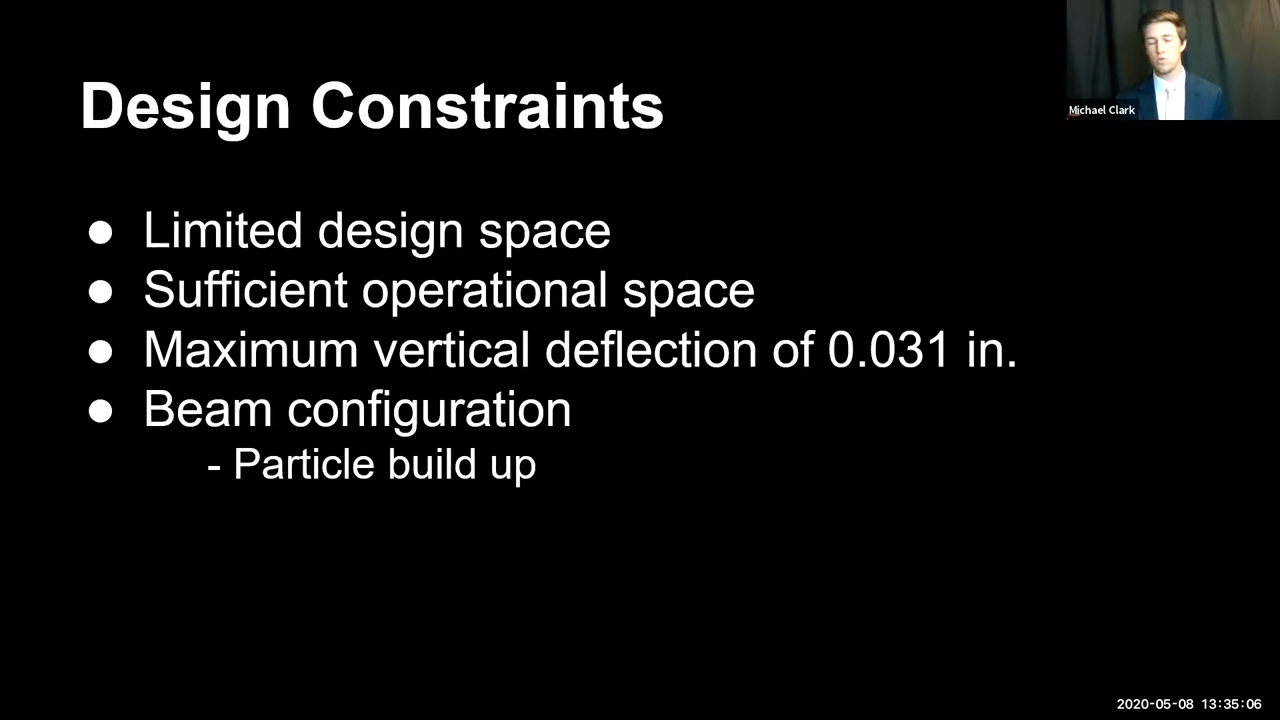 Design Constraints
Michael Clark
● Limited design space
● Sufficient operational space
● Maximum vertical deflection of 0.031 in.
● Beam configuration
- Particle build up
2020-05-08 13:35:06